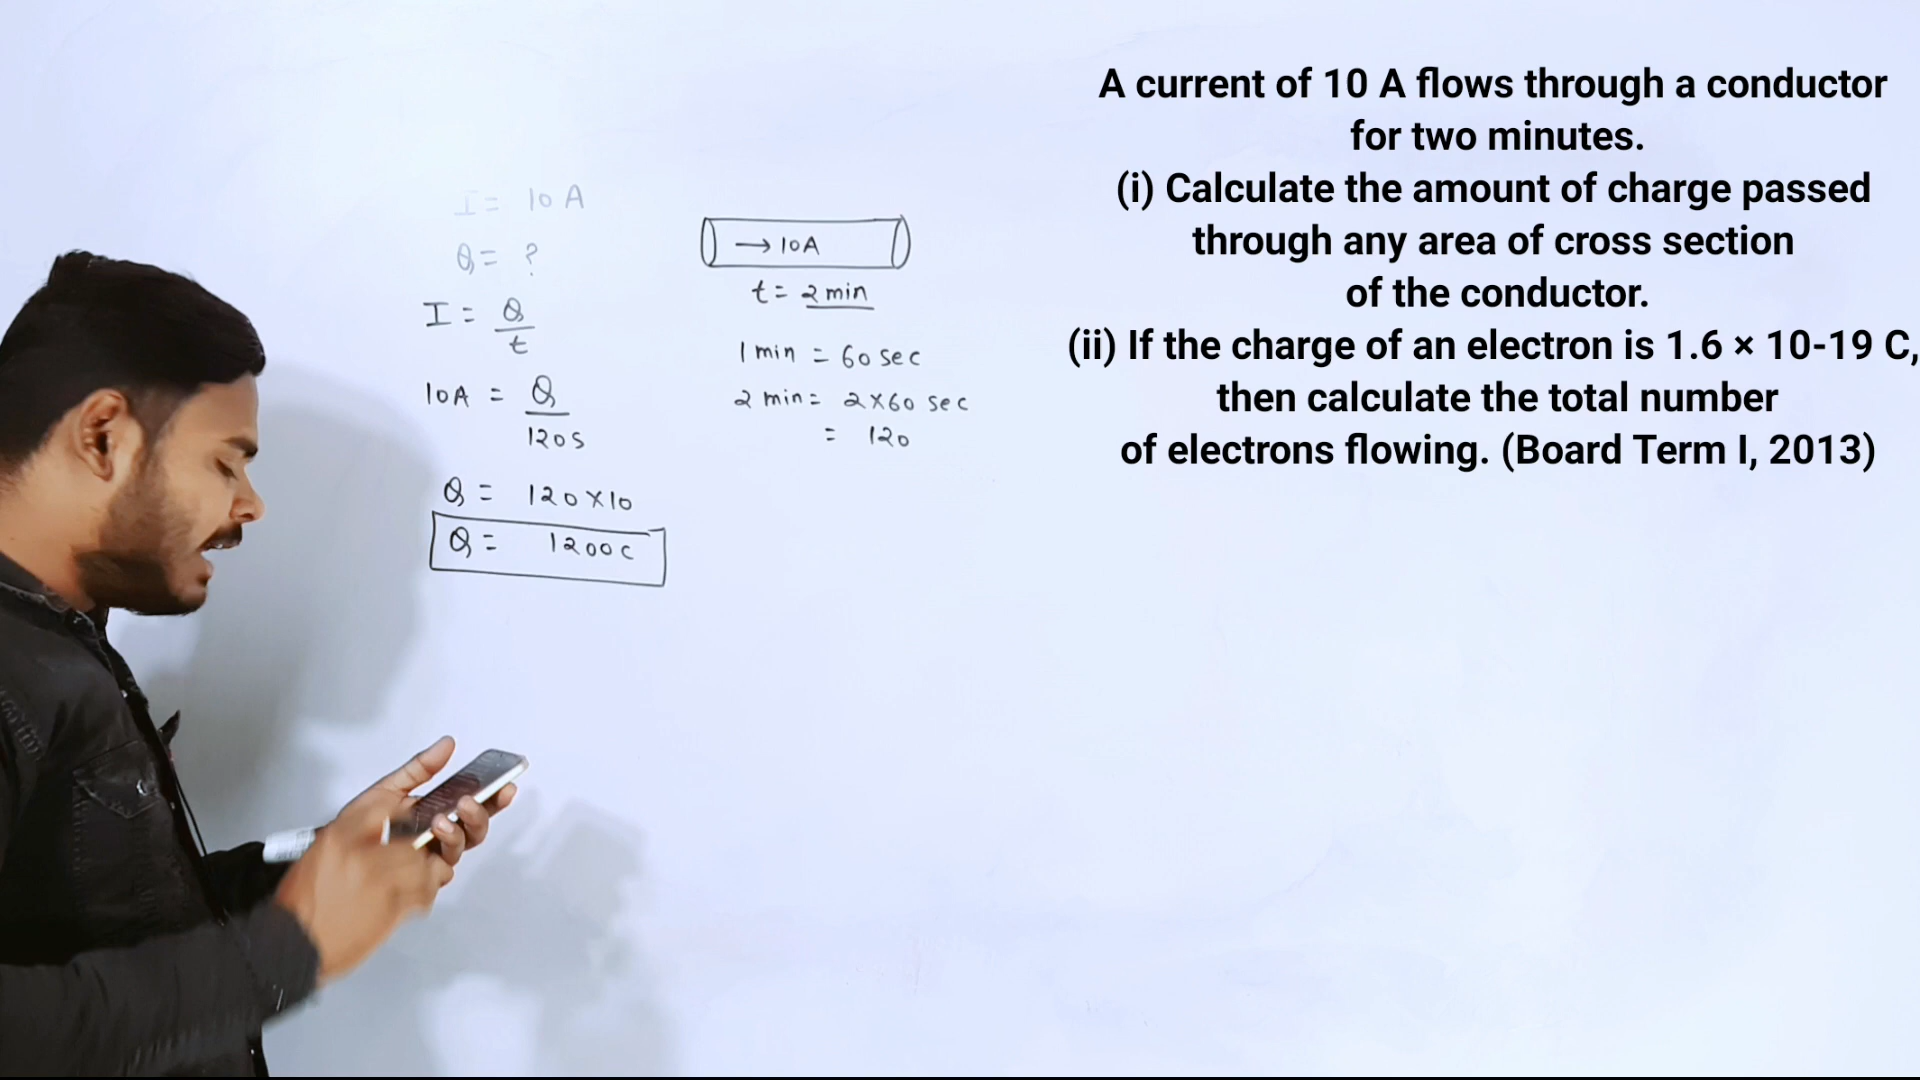 I = 10 A
Q = ?
I = Q
t
10A = Q
120 s
Q = 120 × 10
Q = 1200 C
→ 10A
t = 2 min
1 min = 60 sec
2 min = 2 × 60 sec
= 120
A current of 10 A flows through a conductor
for two minutes.
(i) Calculate the amount of charge passed
through any area of cross section
of the conductor.
(ii) If the charge of an electron is 1.6 × 10-19 C,
then calculate the total number
of electrons flowing. (Board Term I, 2013)